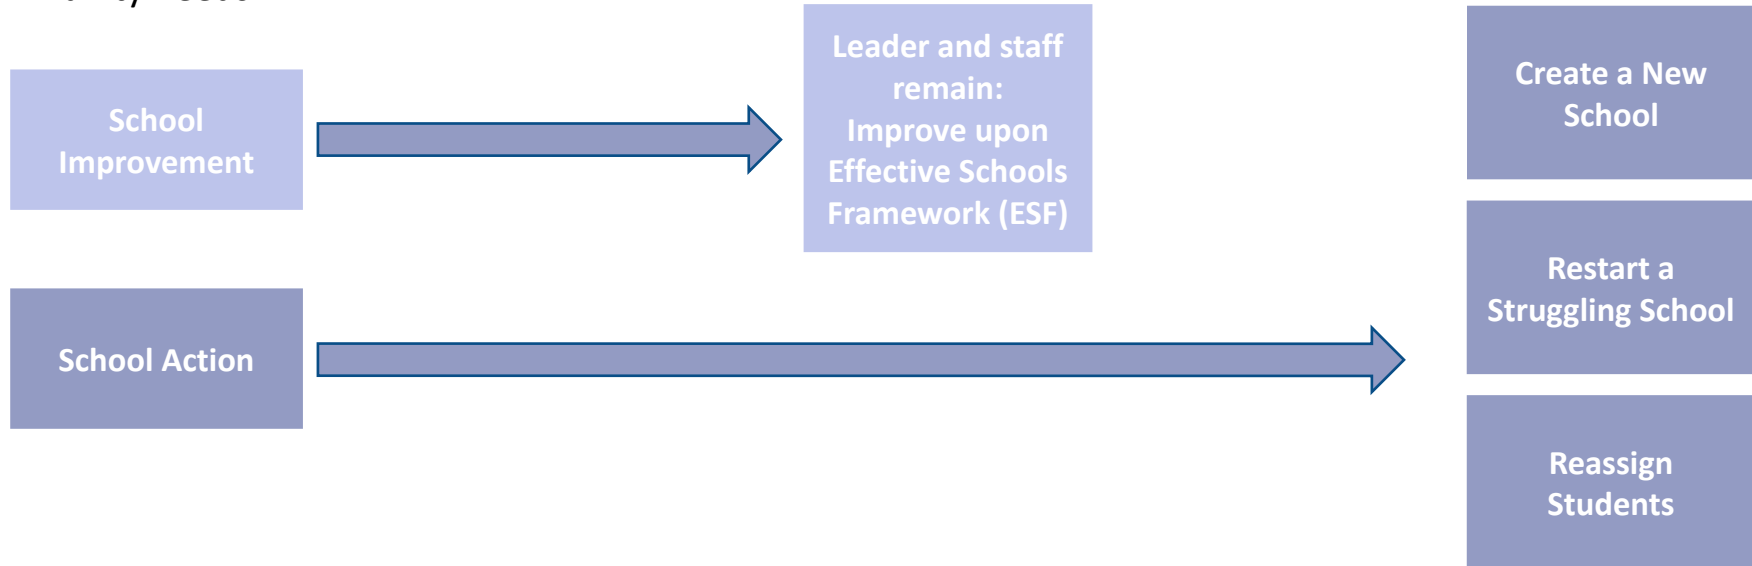 School
Improvement
Leader and staff
remain:
Improve upon
Effective Schools
Framework (ESF)
School Action
Create a New
School
Restart a
Struggling School
Reassign
Students